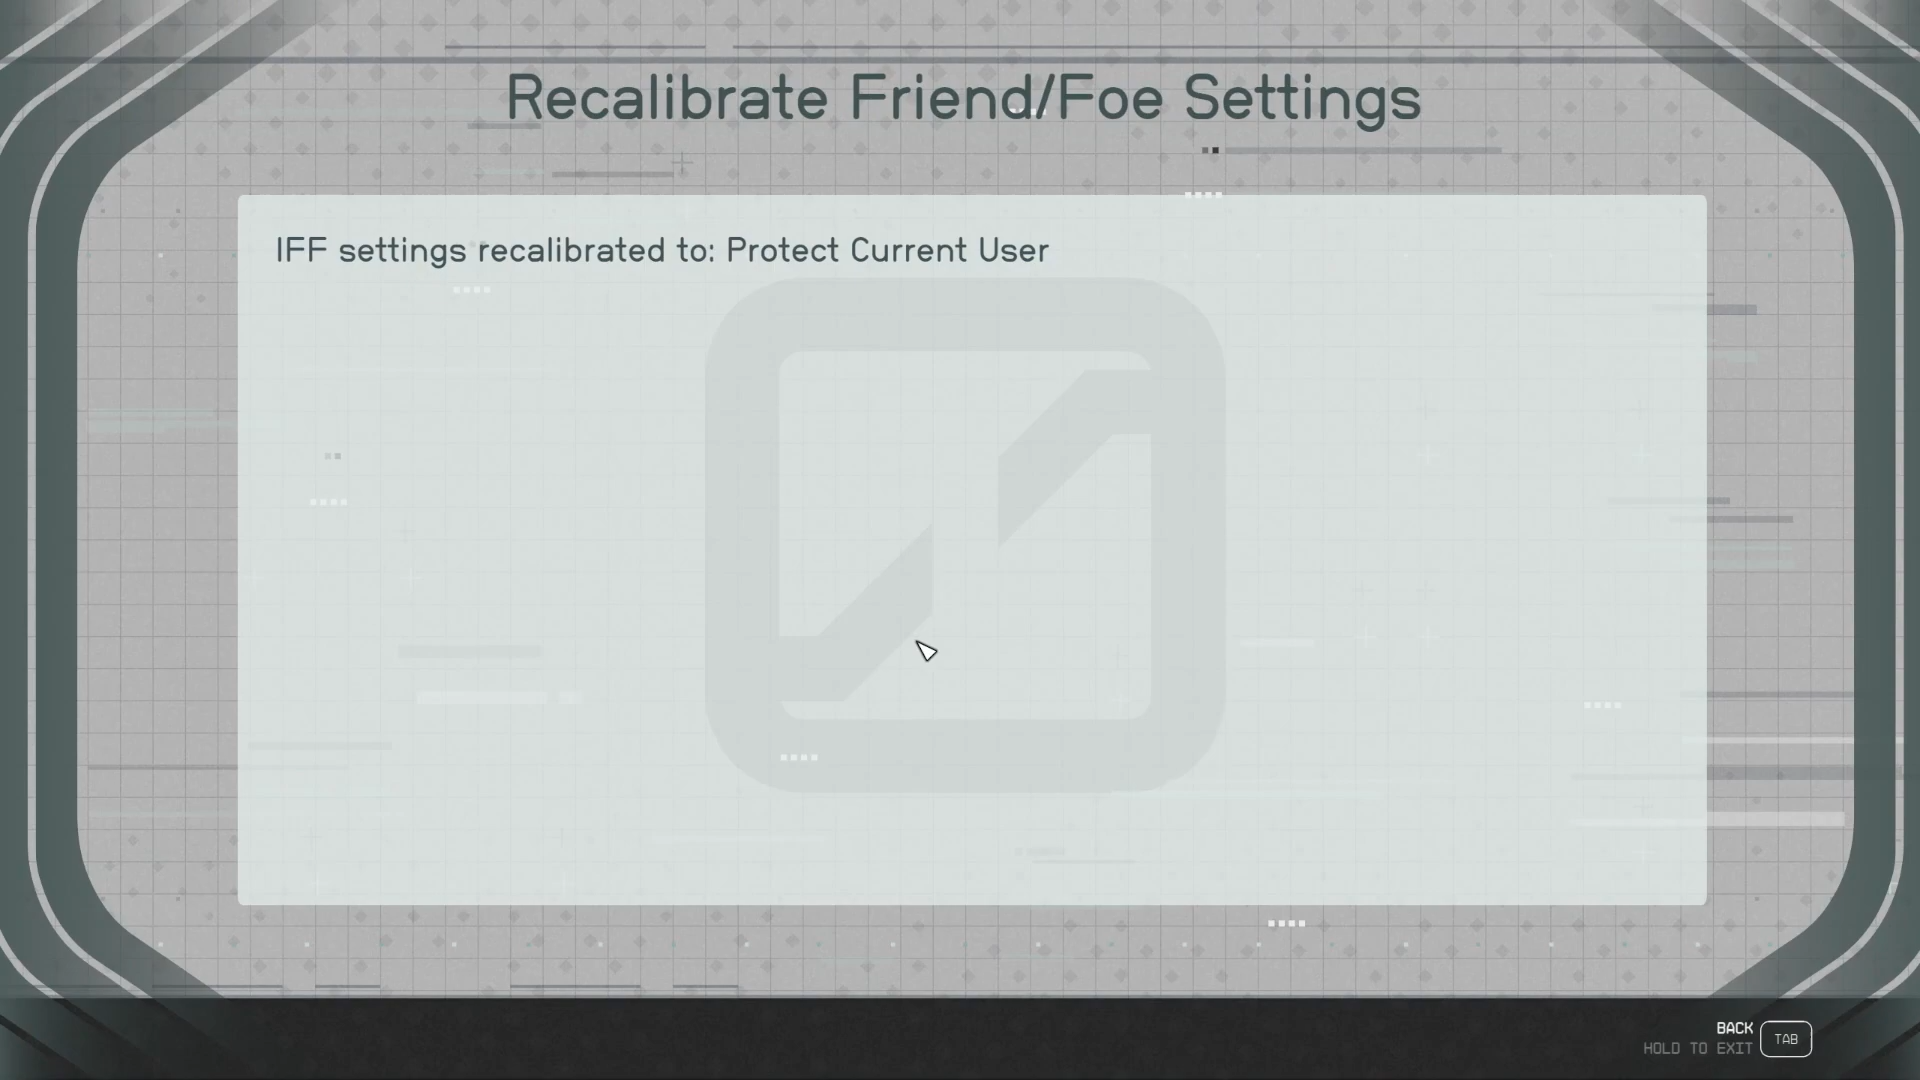 Recalibrate Friend/Foe Settings
IFF settings recalibrated to: Protect Current User
BACK
HOLD TO EXIT
TAB